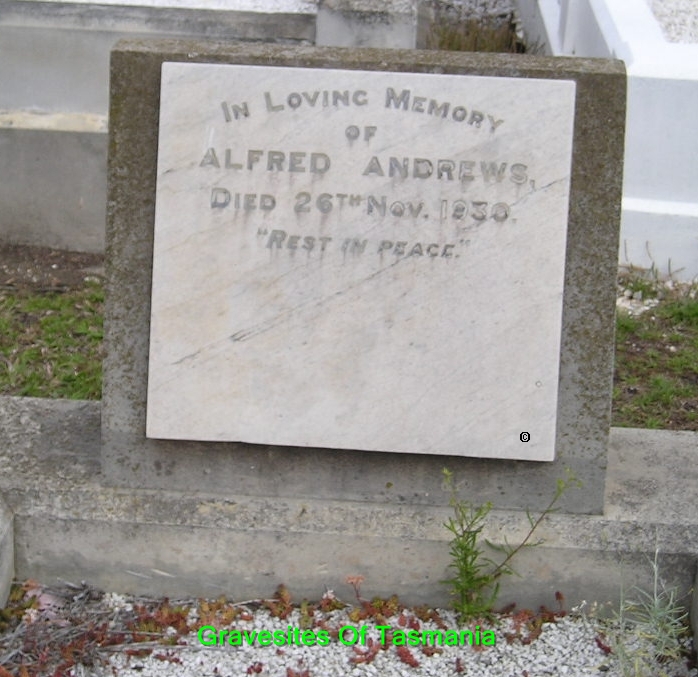 IN LOVING MEMORY
OF
ALFRED ANDREWS,
DIED 26TH NOV. 1930.
"REST IN PEACE."
©
Gravesites Of Tasmania